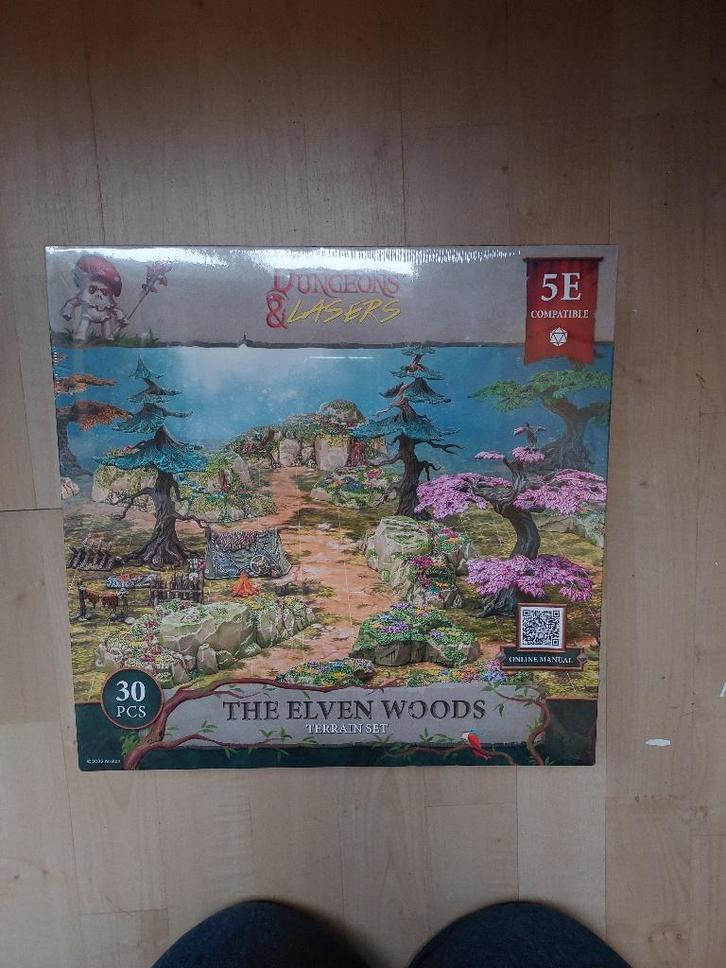 DUNGEONS
& LASERS
5E
COMPATIBLE
ONLINE MANUAL
30
PCS
THE ELVEN WOODS
TERRAIN SET